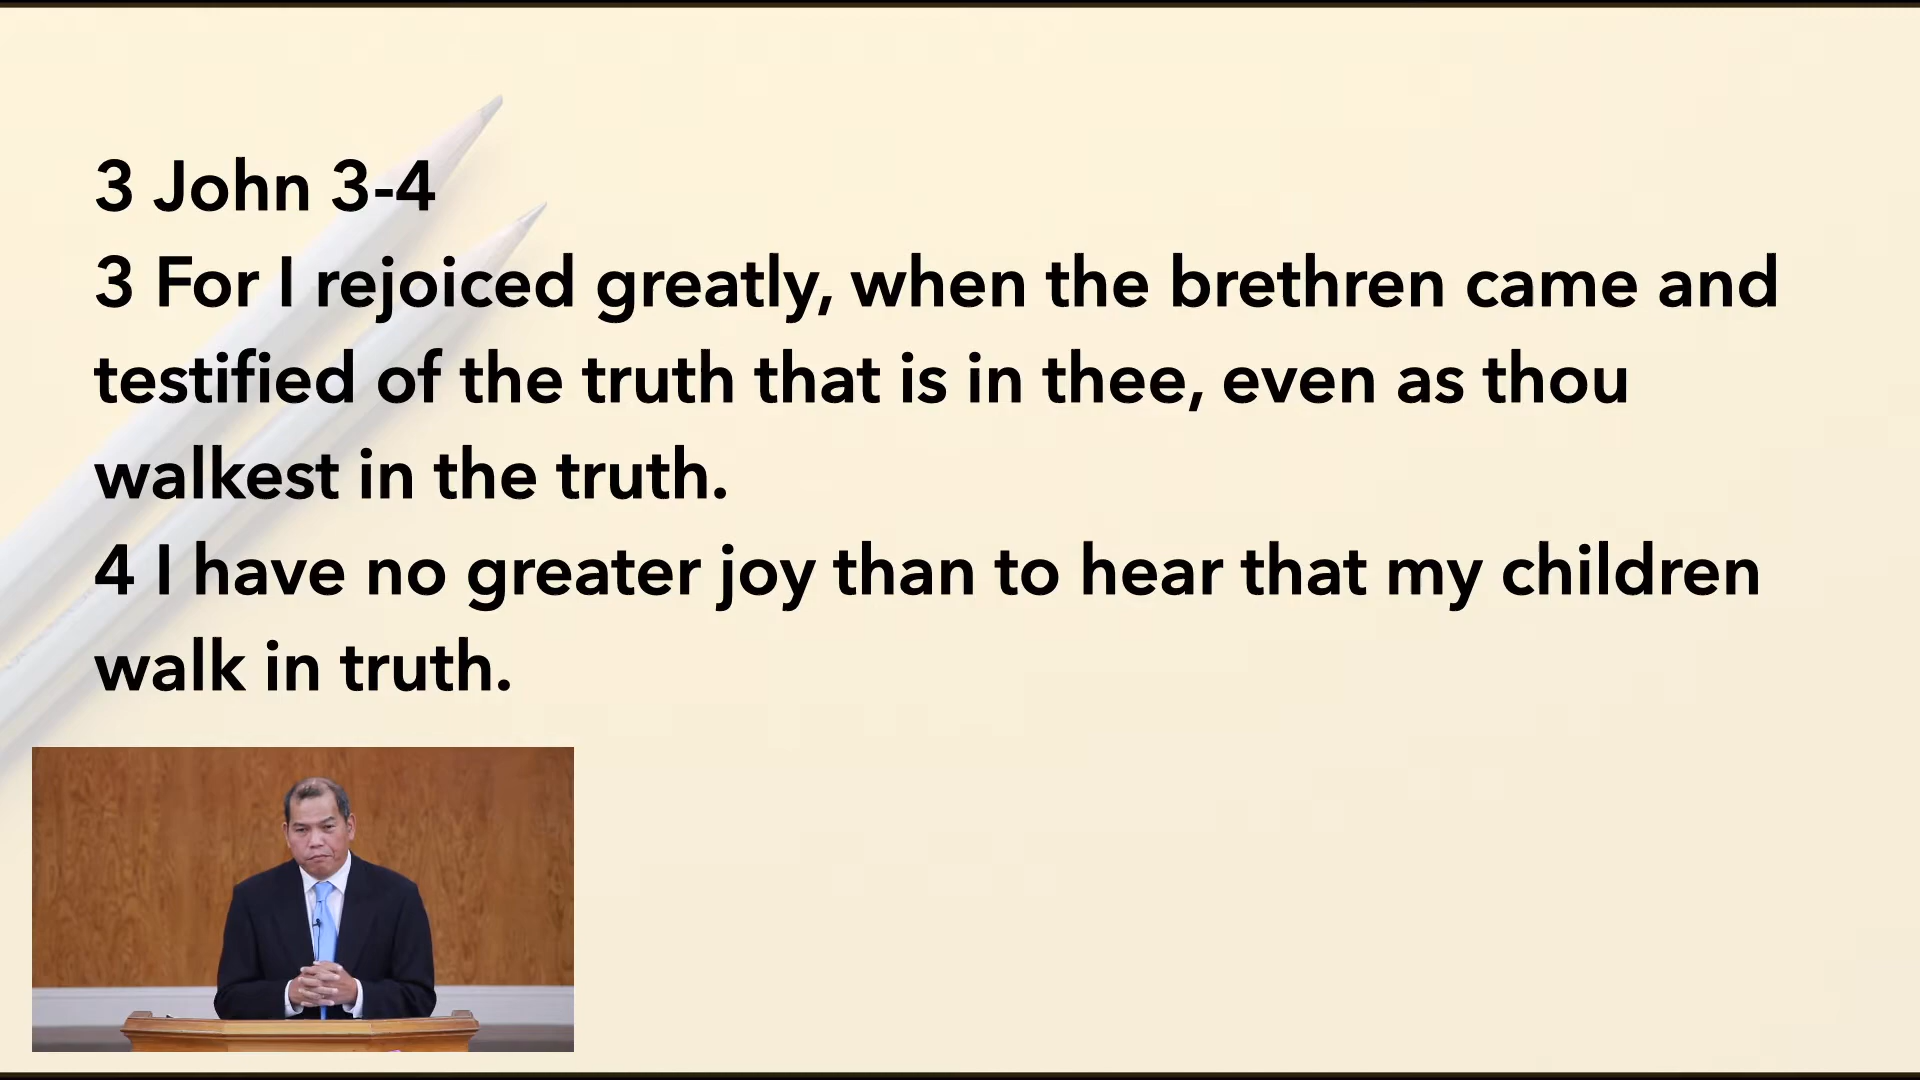 3 John 3-4
3 For I rejoiced greatly, when the brethren came and
testified of the truth that is in thee, even as thou
walkest in the truth.
4 I have no greater joy than to hear that my children
walk in truth.